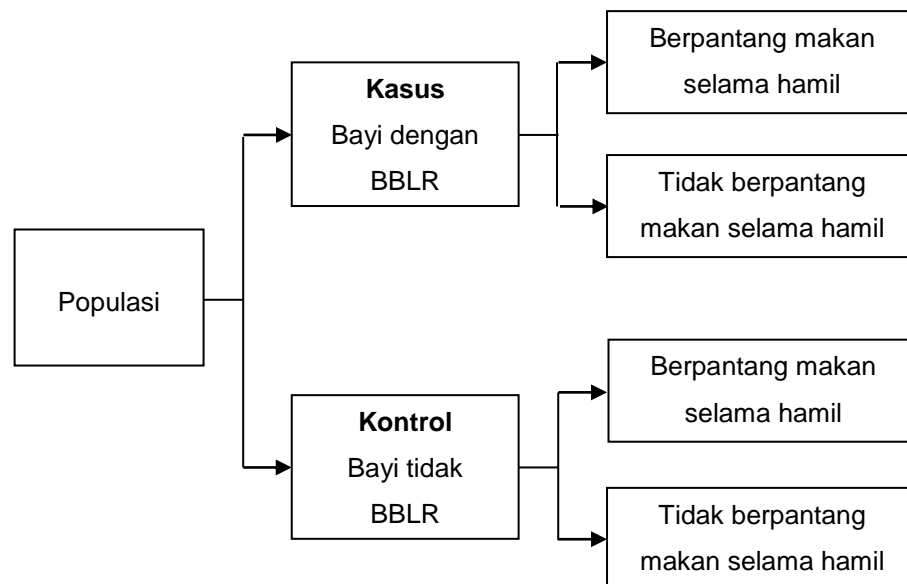 Populasi
Kasus
Bayi dengan
BBLR
Berpantang makan
selama hamil
Tidak berpantang
makan selama hamil
Kontrol
Bayi tidak
BBLR
Berpantang makan
selama hamil
Tidak berpantang
makan selama hamil